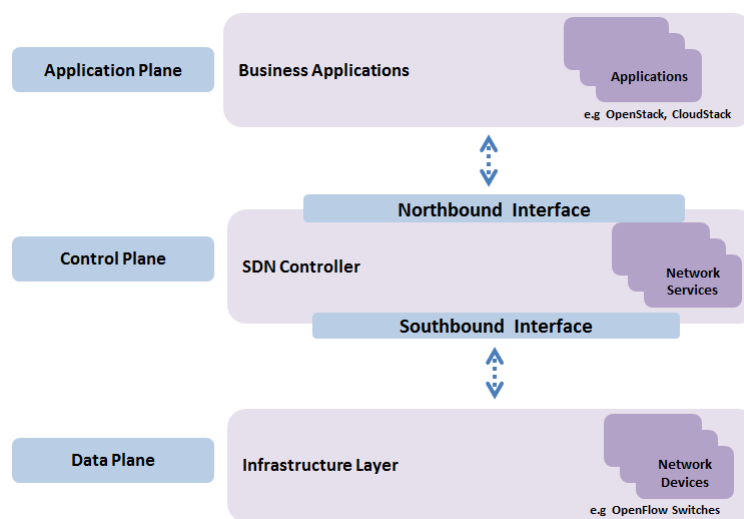 Application Plane
Business Applications
Applications
e.g OpenStack, CloudStack
Northbound Interface
Control Plane
SDN Controller
Network
Services
Southbound Interface
Data Plane
Infrastructure Layer
Network
Devices
e.g OpenFlow Switches